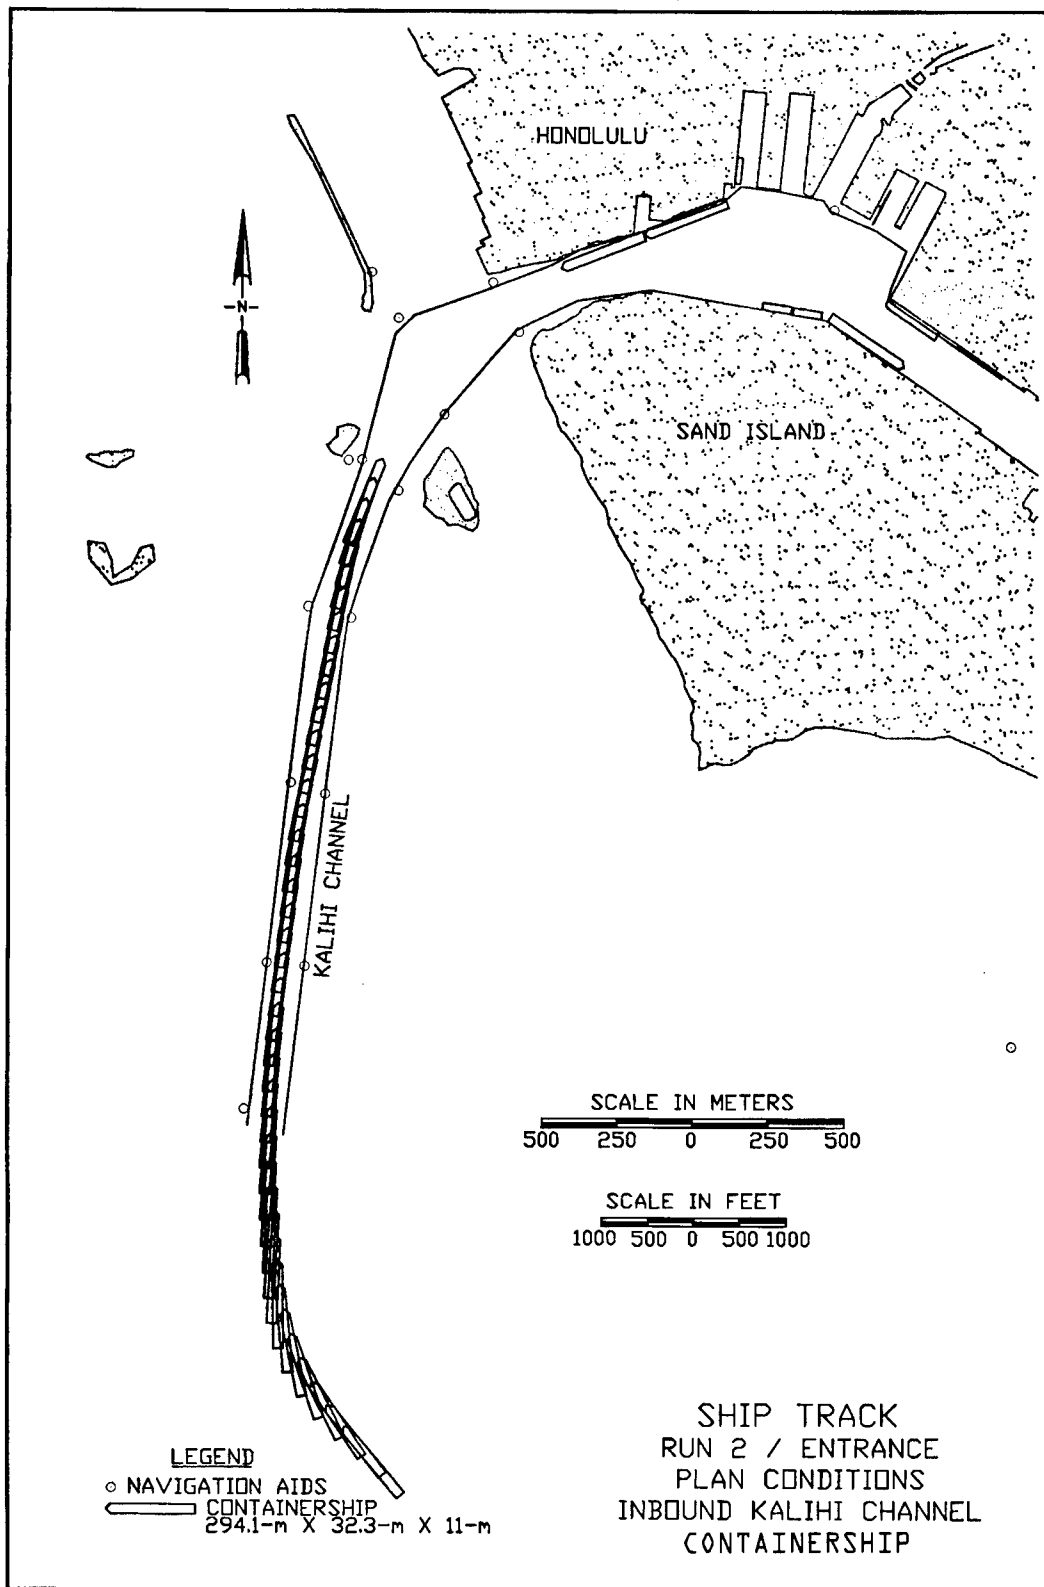 HONOLULU
-N-
SAND ISLAND
KALIHI CHANNEL
SCALE IN METERS
500 250 0 250 500
SCALE IN FEET
1000 500 0 500 1000
SHIP TRACK
RUN 2 / ENTRANCE
PLAN CONDITIONS
INBOUND KALIHI CHANNEL
CONTAINERSHIP
LEGEND
NAVIGATION AIDS
CONTAINERSHIP
294.1-m X 32.3-m X 11-m